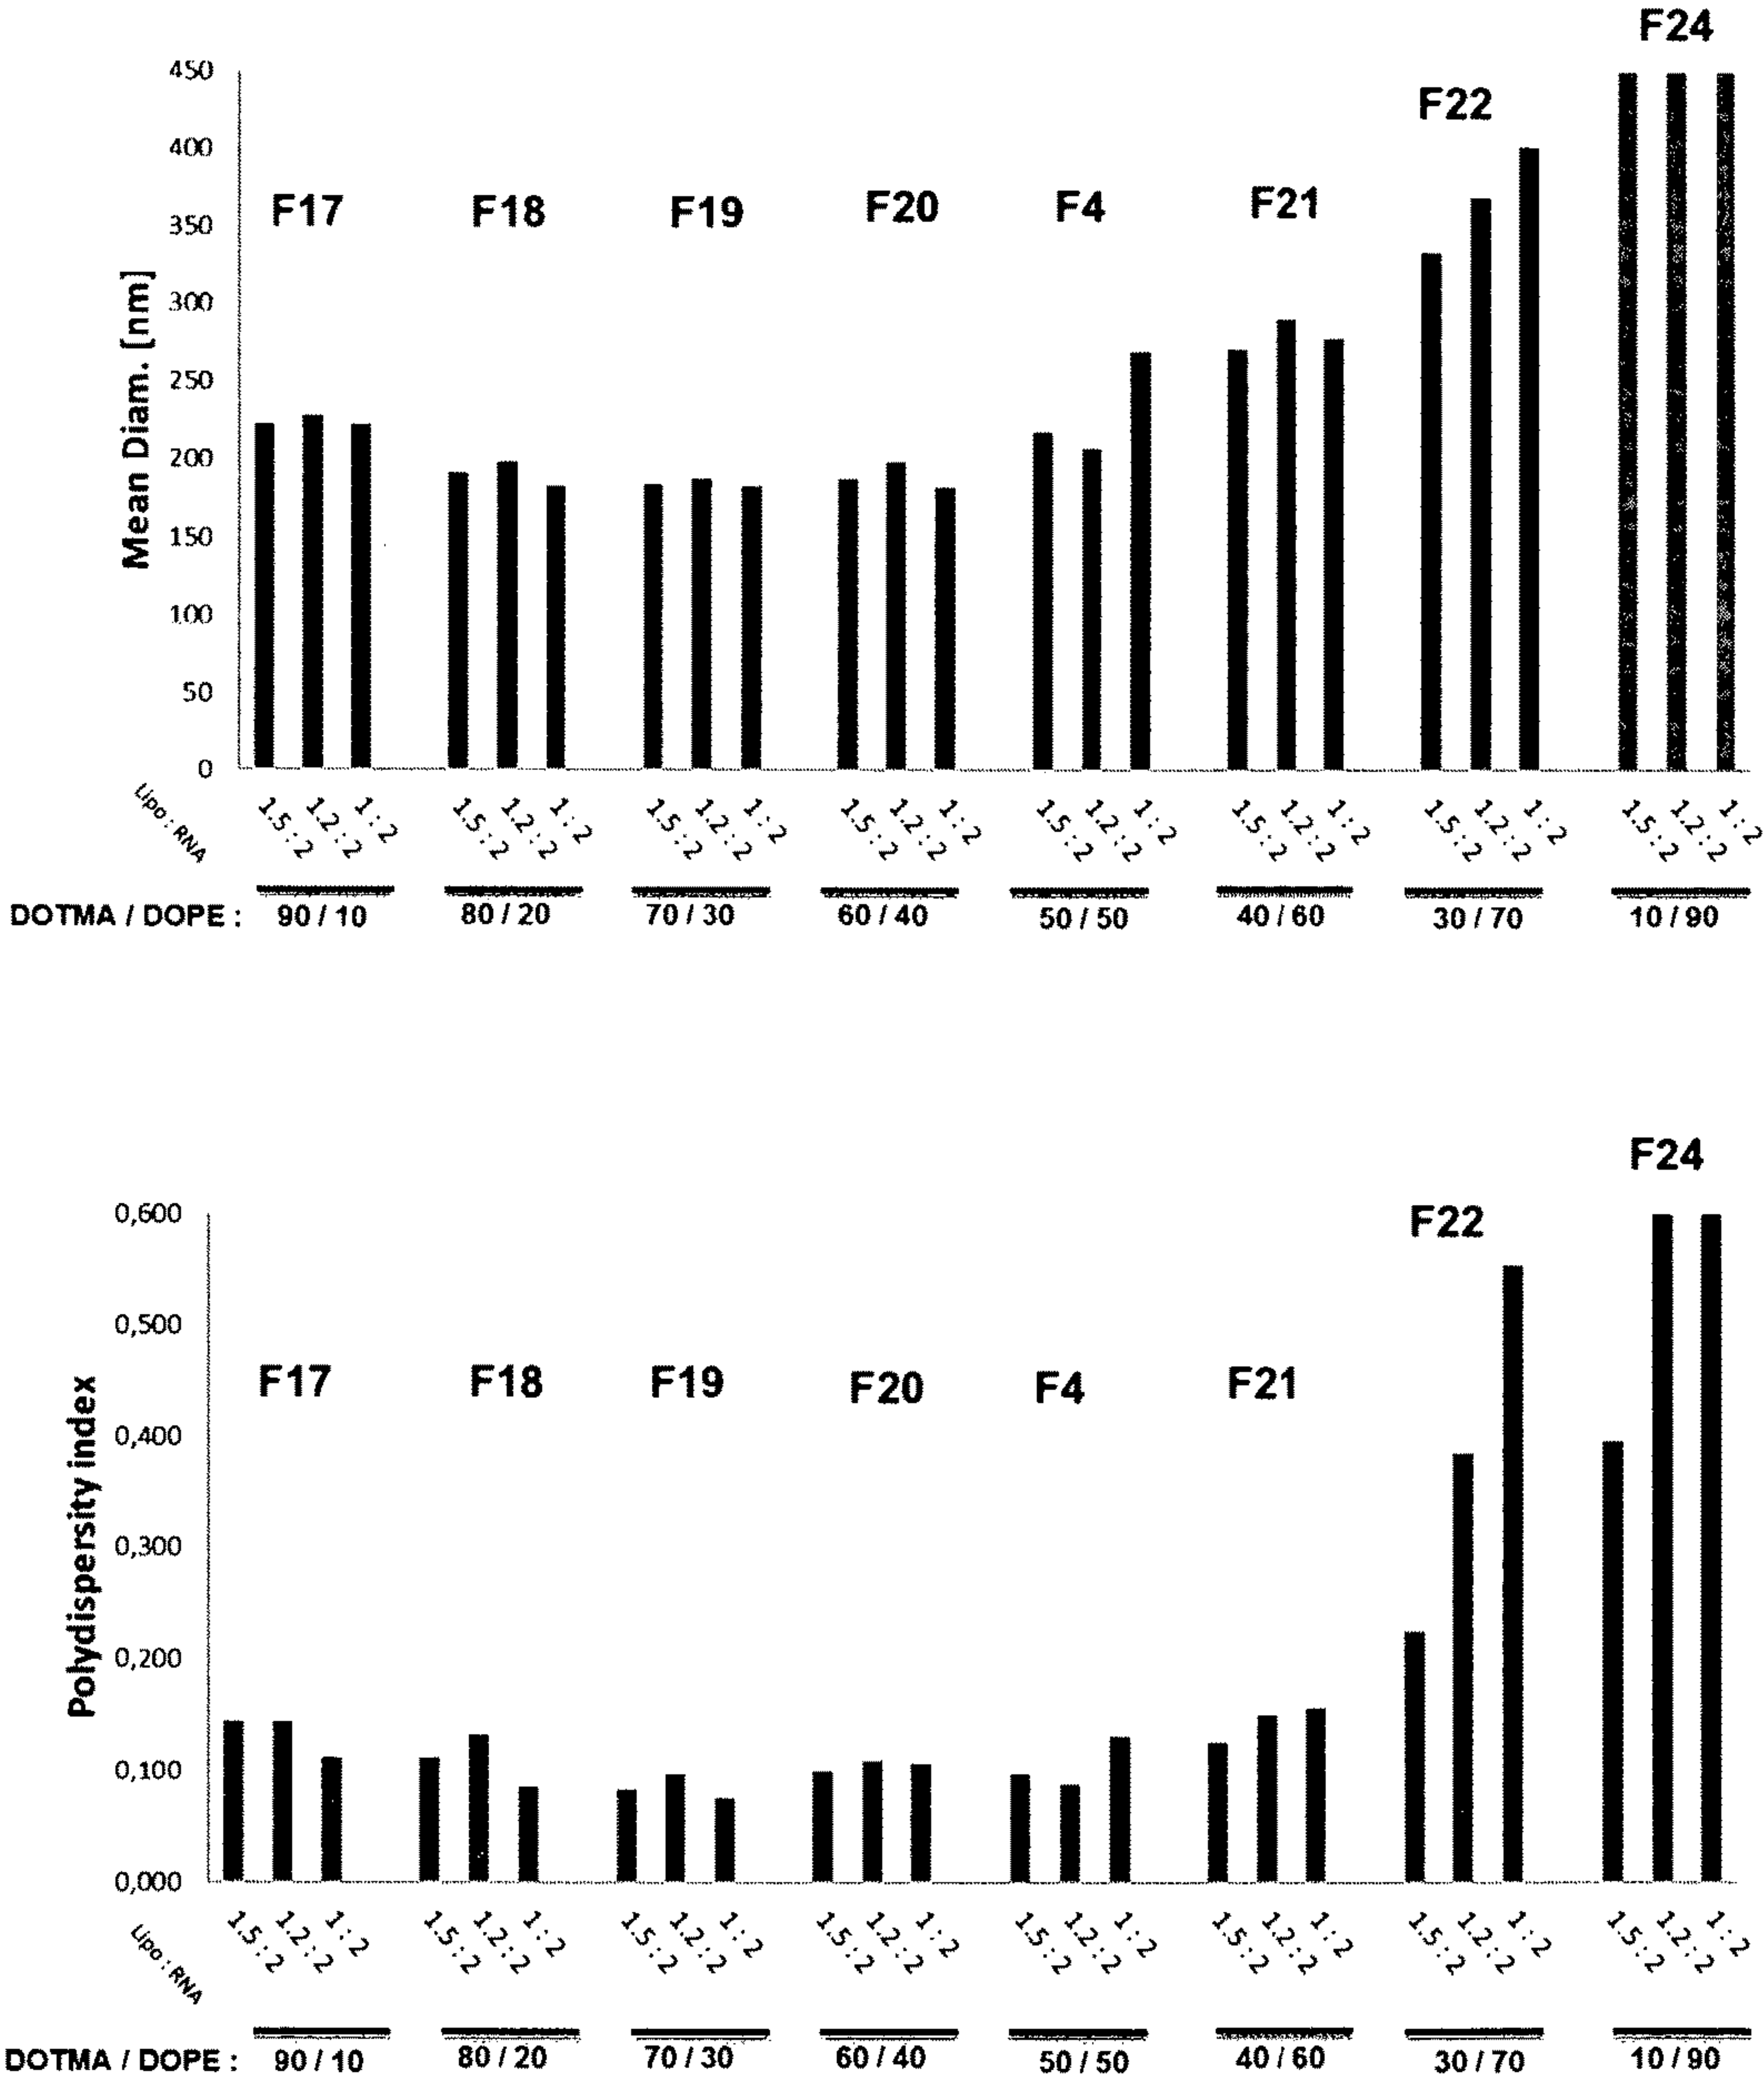 F24
450
F22
400
F17 F18 F19 F20 F4 F21
350
300
250
200
150
100
50
0
Mean Diam. [nm]
Lipo : RNA 1.5 : 2 1.2 : 2 1 : 2 1.5 : 2 1.2 : 2 1 : 2 1.5 : 2 1.2 : 2 1 : 2 1.5 : 2 1.2 : 2 1 : 2 1.5 : 2 1.2 : 2 1 : 2 1.5 : 2 1.2 : 2 1 : 2 1.5 : 2 1.2 : 2 1 : 2 1.5 : 2 1.2 : 2 1 : 2
DOTMA / DOPE : 90 / 10 80 / 20 70 / 30 60 / 40 50 / 50 40 / 60 30 / 70 10 / 90
F24
0,600
F22
0,500
F17 F18 F19 F20 F4 F21
0,400
0,300
0,200
0,100
0,000
Polydispersity index
Lipo : RNA 1.5 : 2 1.2 : 2 1 : 2 1.5 : 2 1.2 : 2 1 : 2 1.5 : 2 1.2 : 2 1 : 2 1.5 : 2 1.2 : 2 1 : 2 1.5 : 2 1.2 : 2 1 : 2 1.5 : 2 1.2 : 2 1 : 2 1.5 : 2 1.2 : 2 1 : 2 1.5 : 2 1.2 : 2 1 : 2
DOTMA / DOPE : 90 / 10 80 / 20 70 / 30 60 / 40 50 / 50 40 / 60 30 / 70 10 / 90